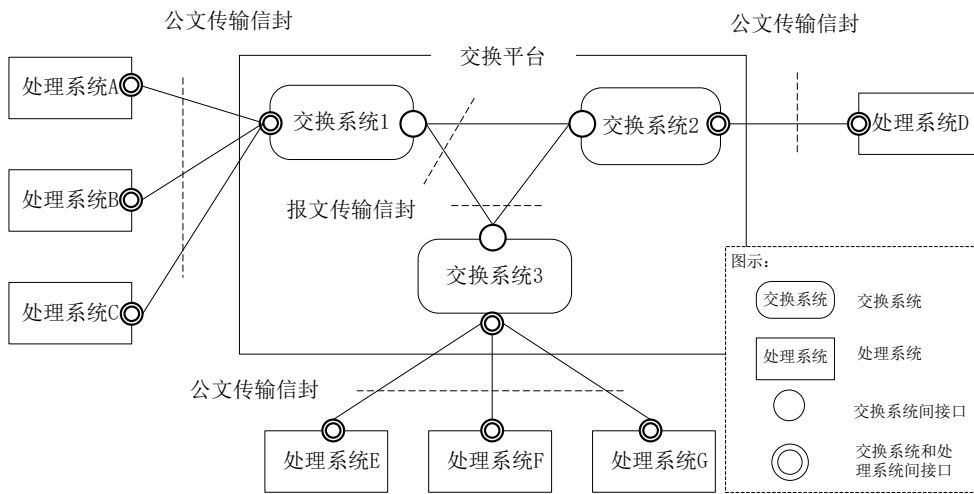 公文传输信封
公文传输信封
交换平台
处理系统A
交换系统1
交换系统2
处理系统D
处理系统B
报文传输信封
交换系统3
处理系统C
公文传输信封
处理系统E
处理系统F
处理系统G
图示：
交换系统
交换系统
处理系统
处理系统
交换系统间接口
交换系统和处
理系统间接口